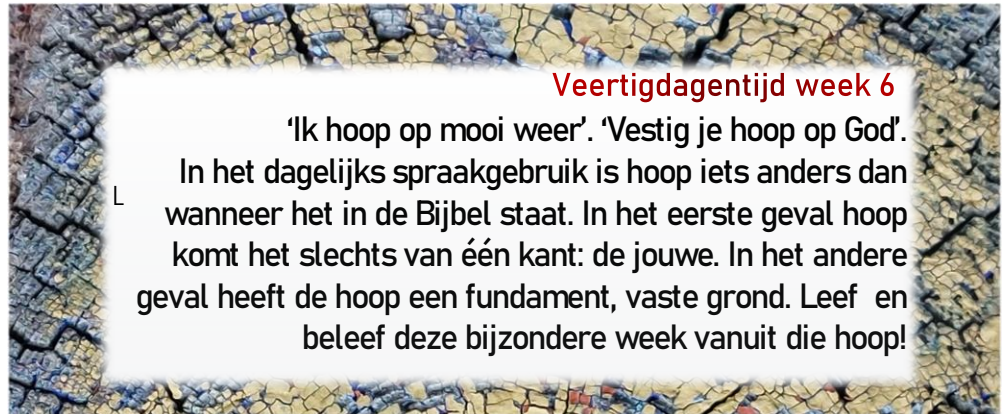 Veertigdagentijd week 6
‘Ik hoop op mooi weer’. ‘Vestig je hoop op God’.
In het dagelijks spraakgebruik is hoop iets anders dan
L
wanneer het in de Bijbel staat. In het eerste geval hoop
komt het slechts van één kant: de jouwe. In het andere
geval heeft de hoop een fundament, vaste grond. Leef  en
beleef deze bijzondere week vanuit die hoop!